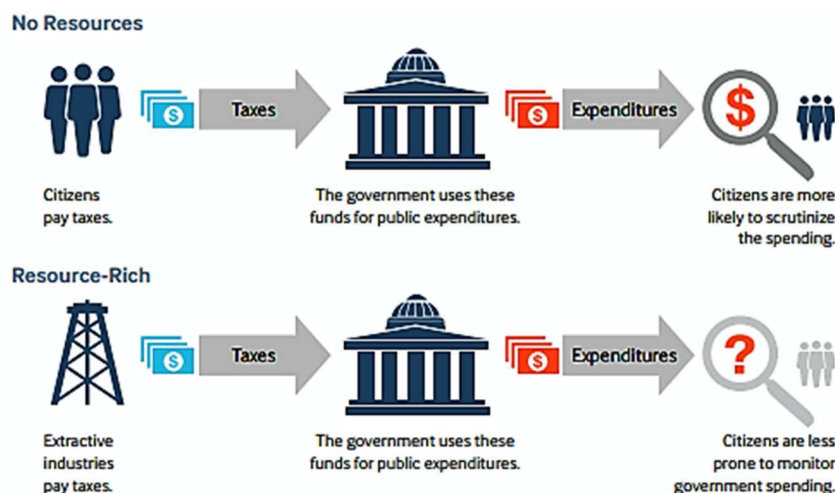 No Resources
$
Taxes
$
Expenditures
$
Citizens
pay taxes.
The government uses these
funds for public expenditures.
Citizens are more
likely to scrutinize
the spending.
Resource-Rich
$
Taxes
$
Expenditures
?
Extractive
industries
pay taxes.
The government uses these
funds for public expenditures.
Citizens are less
prone to monitor
government spending.